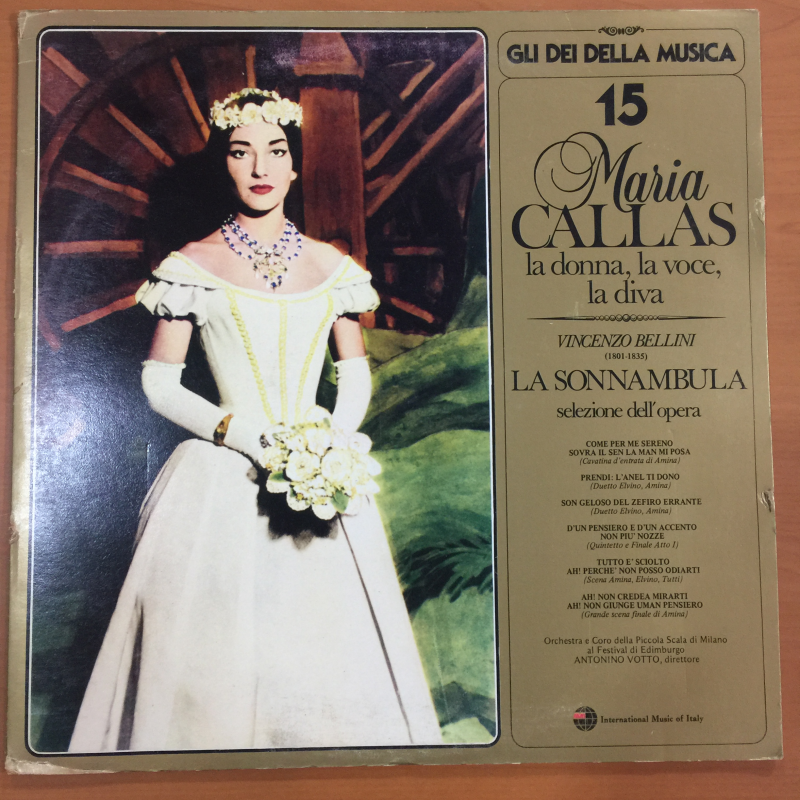 GLI DEI DELLA MUSICA
15
Maria
CALLAS
la donna, la voce,
la diva
VINCENZO BELLINI
(1801-1835)
LA SONNAMBULA
selezione dell'opera
COME PER ME SERENO
SOVRA IL SEN LA MAN MI POSA
(Cavatina d'entrata di Amina)
PRENDI: L'ANEL TI DONO
(Duetto Elvino, Amina)
SON GELOSO DEL ZEFIRO ERRANTE
(Duetto Elvino, Amina)
D'UN PENSIERO E D'UN ACCENTO
NON PIU' NOZZE
(Quintetto e Finale Atto I)
TUTTO E' SCIOLTO
AH! PERCHE' NON POSSO ODIARTI
(Scena Amina, Elvino, Tutti)
AH! NON CREDEA MIRARTI
AH! NON GIUNGE UMAN PENSIERO
(Grande scena finale di Amina)
Orchestra e Coro della Piccola Scala di Milano
al Festival di Edimburgo
ANTONINO VOTTO, direttore
International Music of Italy